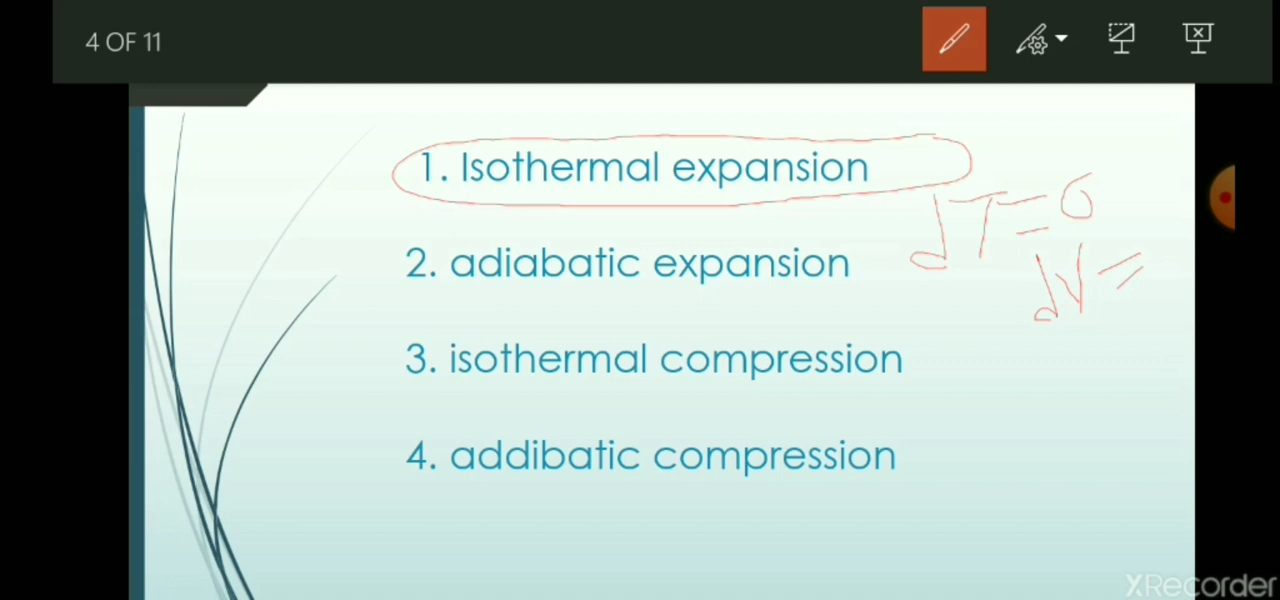 4 OF 11
1. Isothermal expansion
dT=0
2. adiabatic expansion
dV=
3. isothermal compression
4. addibatic compression
XRecorder